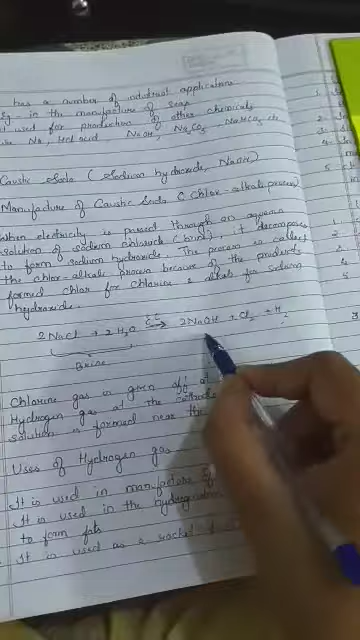 has a number of industrial applications
Eg - in the manufacture of soap
It used for production of other chemicals
Na, HCl acid, NaOH, Na2CO3, NaHCO3 etc
Caustic Soda (Sodium hydroxide, NaOH)
Manufacture of Caustic Soda C Chlor-alkali process
When electricity is passed through an aqueous
solution of sodium chloride (brine), it decomposes
to form sodium hydroxide. The process is called
the chlor-alkali process because of the products
formed chlor for chlorine & alkali for sodium
hydroxide.
2NaCl + 2H2O → 2NaOH + Cl2 + H2
Brine
Chlorine gas is given off at
Hydrogen gas at the cathode
solution is formed near the
Uses of Hydrogen gas
It is used in manufacture of
It is used in the hydrogenation
to form fats
It is used as a rocket f